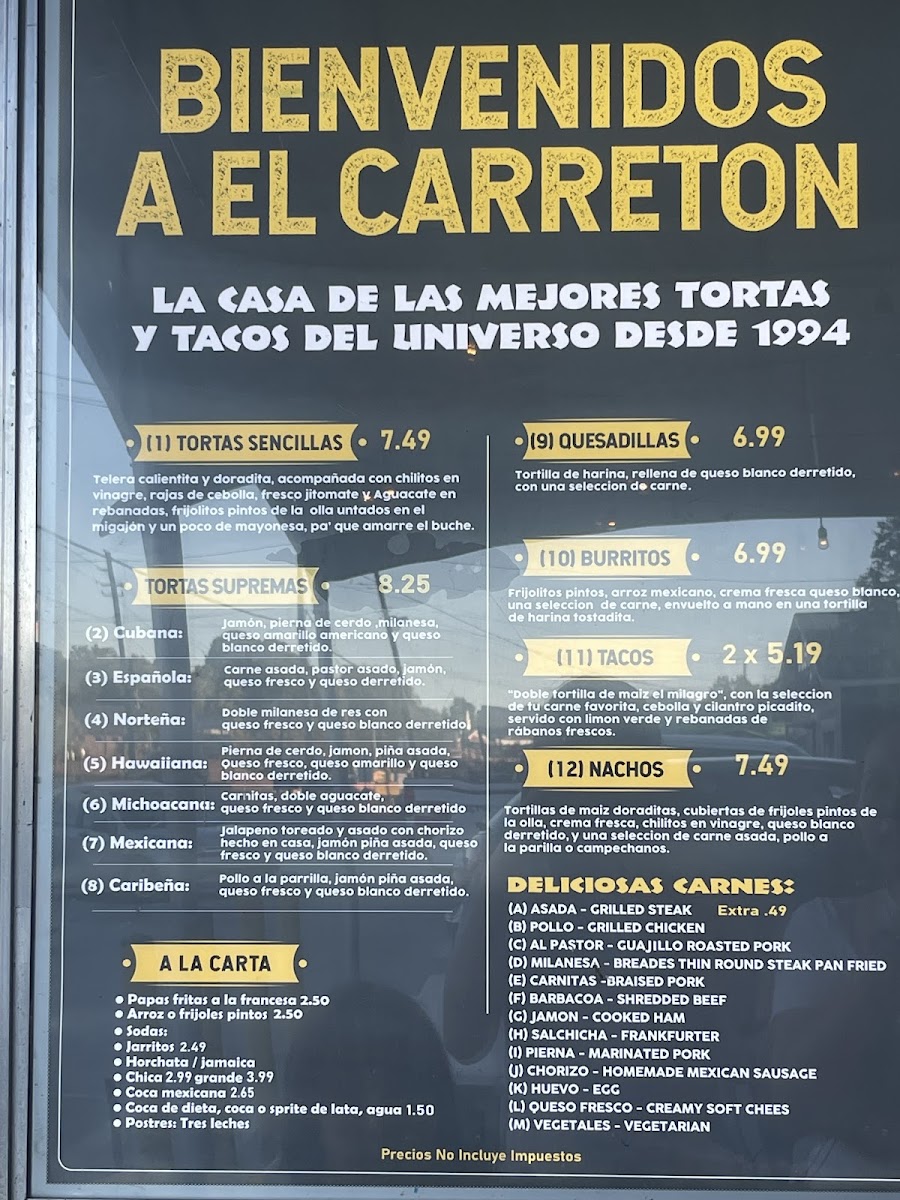 BIENVENIDOS
A EL CARRETON
LA CASA DE LAS MEJORES TORTAS
Y TACOS DEL UNIVERSO DESDE 1994
(1) TORTAS SENCILLAS 7.49
Telera calientita y doradita, acompañada con chilitos en
vinagre, rajas de cebolla, fresco jitomate y Aguacate en
rebanadas, frijolitos pintos de la olla untados en el
migajón y un poco de mayonesa, pa' que amarre el buche.
TORTAS SUPREMAS 8.25
(2) Cubana:
Jamón, pierna de cerdo ,milanesa,
queso amarillo americano y queso
blanco derretido.
(3) Española:
Carne asada, pastor asado, jamón,
queso fresco y queso derretido.
(4) Norteña:
Doble milanesa de res con
queso fresco y queso blanco derretido.
(5) Hawaiiana:
Pierna de cerdo, jamon, piña asada,
Queso fresco, queso amarillo y queso
blanco derretido.
(6) Michoacana:
Carnitas, doble aguacate,
queso fresco y queso blanco derretido
(7) Mexicana:
Jalapeno toreado y asado con chorizo
hecho en casa, jamón piña asada, queso
fresco y queso blanco derretido.
(8) Caribeña:
Pollo a la parrilla, jamón piña asada,
queso fresco y queso blanco derretido.
A LA CARTA
• Papas fritas a la francesa 2.50
• Arroz o frijoles pintos 2.50
• Sodas:
• Jarritos 2.49
• Horchata / jamaica
• Chica 2.99 grande 3.99
• Coca mexicana 2.65
• Coca de dieta, coca o sprite de lata, agua 1.50
• Postres: Tres leches
(9) QUESADILLAS 6.99
Tortilla de harina, rellena de queso blanco derretido,
con una seleccion de carne.
(10) BURRITOS 6.99
Frijolitos pintos, arroz mexicano, crema fresca queso blanco,
una seleccion de carne, envuelto a mano en una tortilla
de harina tostadita.
(11) TACOS 2 x 5.19
"Doble tortilla de maiz el milagro", con la seleccion
de tu carne favorita, cebolla y cilantro picadito,
servido con limon verde y rebanadas de
rábanos frescos.
(12) NACHOS 7.49
Tortillas de maiz doraditas, cubiertas de frijoles pintos de
la olla, crema fresca, chilitos en vinagre, queso blanco
derretido, y una seleccion de carne asada, pollo a
la parilla o campechanos.
DELICIOSAS CARNES:
(A) ASADA - GRILLED STEAK Extra .49
(B) POLLO - GRILLED CHICKEN
(C) AL PASTOR - GUAJILLO ROASTED PORK
(D) MILANESA - BREADES THIN ROUND STEAK PAN FRIED
(E) CARNITAS -BRAISED PORK
(F) BARBACOA - SHREDDED BEEF
(G) JAMON - COOKED HAM
(H) SALCHICHA - FRANKFURTER
(I) PIERNA - MARINATED PORK
(J) CHORIZO - HOMEMADE MEXICAN SAUSAGE
(K) HUEVO - EGG
(L) QUESO FRESCO - CREAMY SOFT CHEES
(M) VEGETALES - VEGETARIAN
Precios No Incluye Impuestos